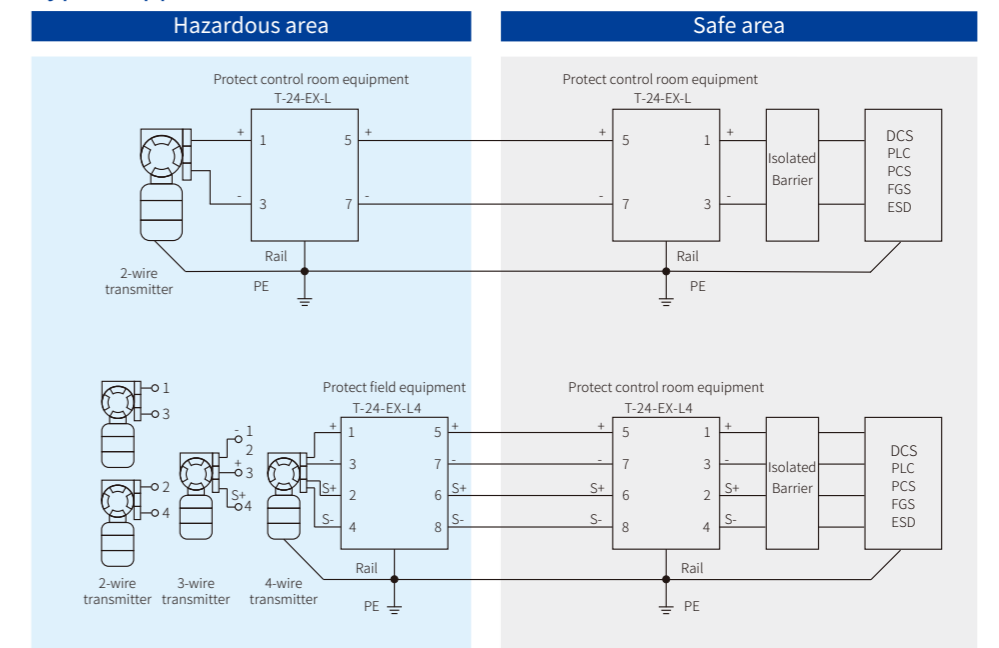 Hazardous area
Safe area
Protect control room equipment
T-24-EX-L
+ 1 5 +
- 3 7 -
Rail
PE
2-wire
transmitter
Protect control room equipment
T-24-EX-L
+ 5 1 +
- 7 3 -
Rail
PE
Isolated
Barrier
DCS
PLC
PCS
FGS
ESD
1
3
2
4
2-wire
transmitter
- 1
2
+ 3
S+ 4
3-wire
transmitter
4-wire
transmitter
Protect field equipment
T-24-EX-L4
+ 1 5 +
- 3 7 -
S+ 2 6 S+
S- 4 8 S-
Rail
PE
Protect control room equipment
T-24-EX-L4
+ 5 1 +
- 7 3 -
S+ 6 2 S+
S- 8 4 S-
Rail
PE
Isolated
Barrier
DCS
PLC
PCS
FGS
ESD